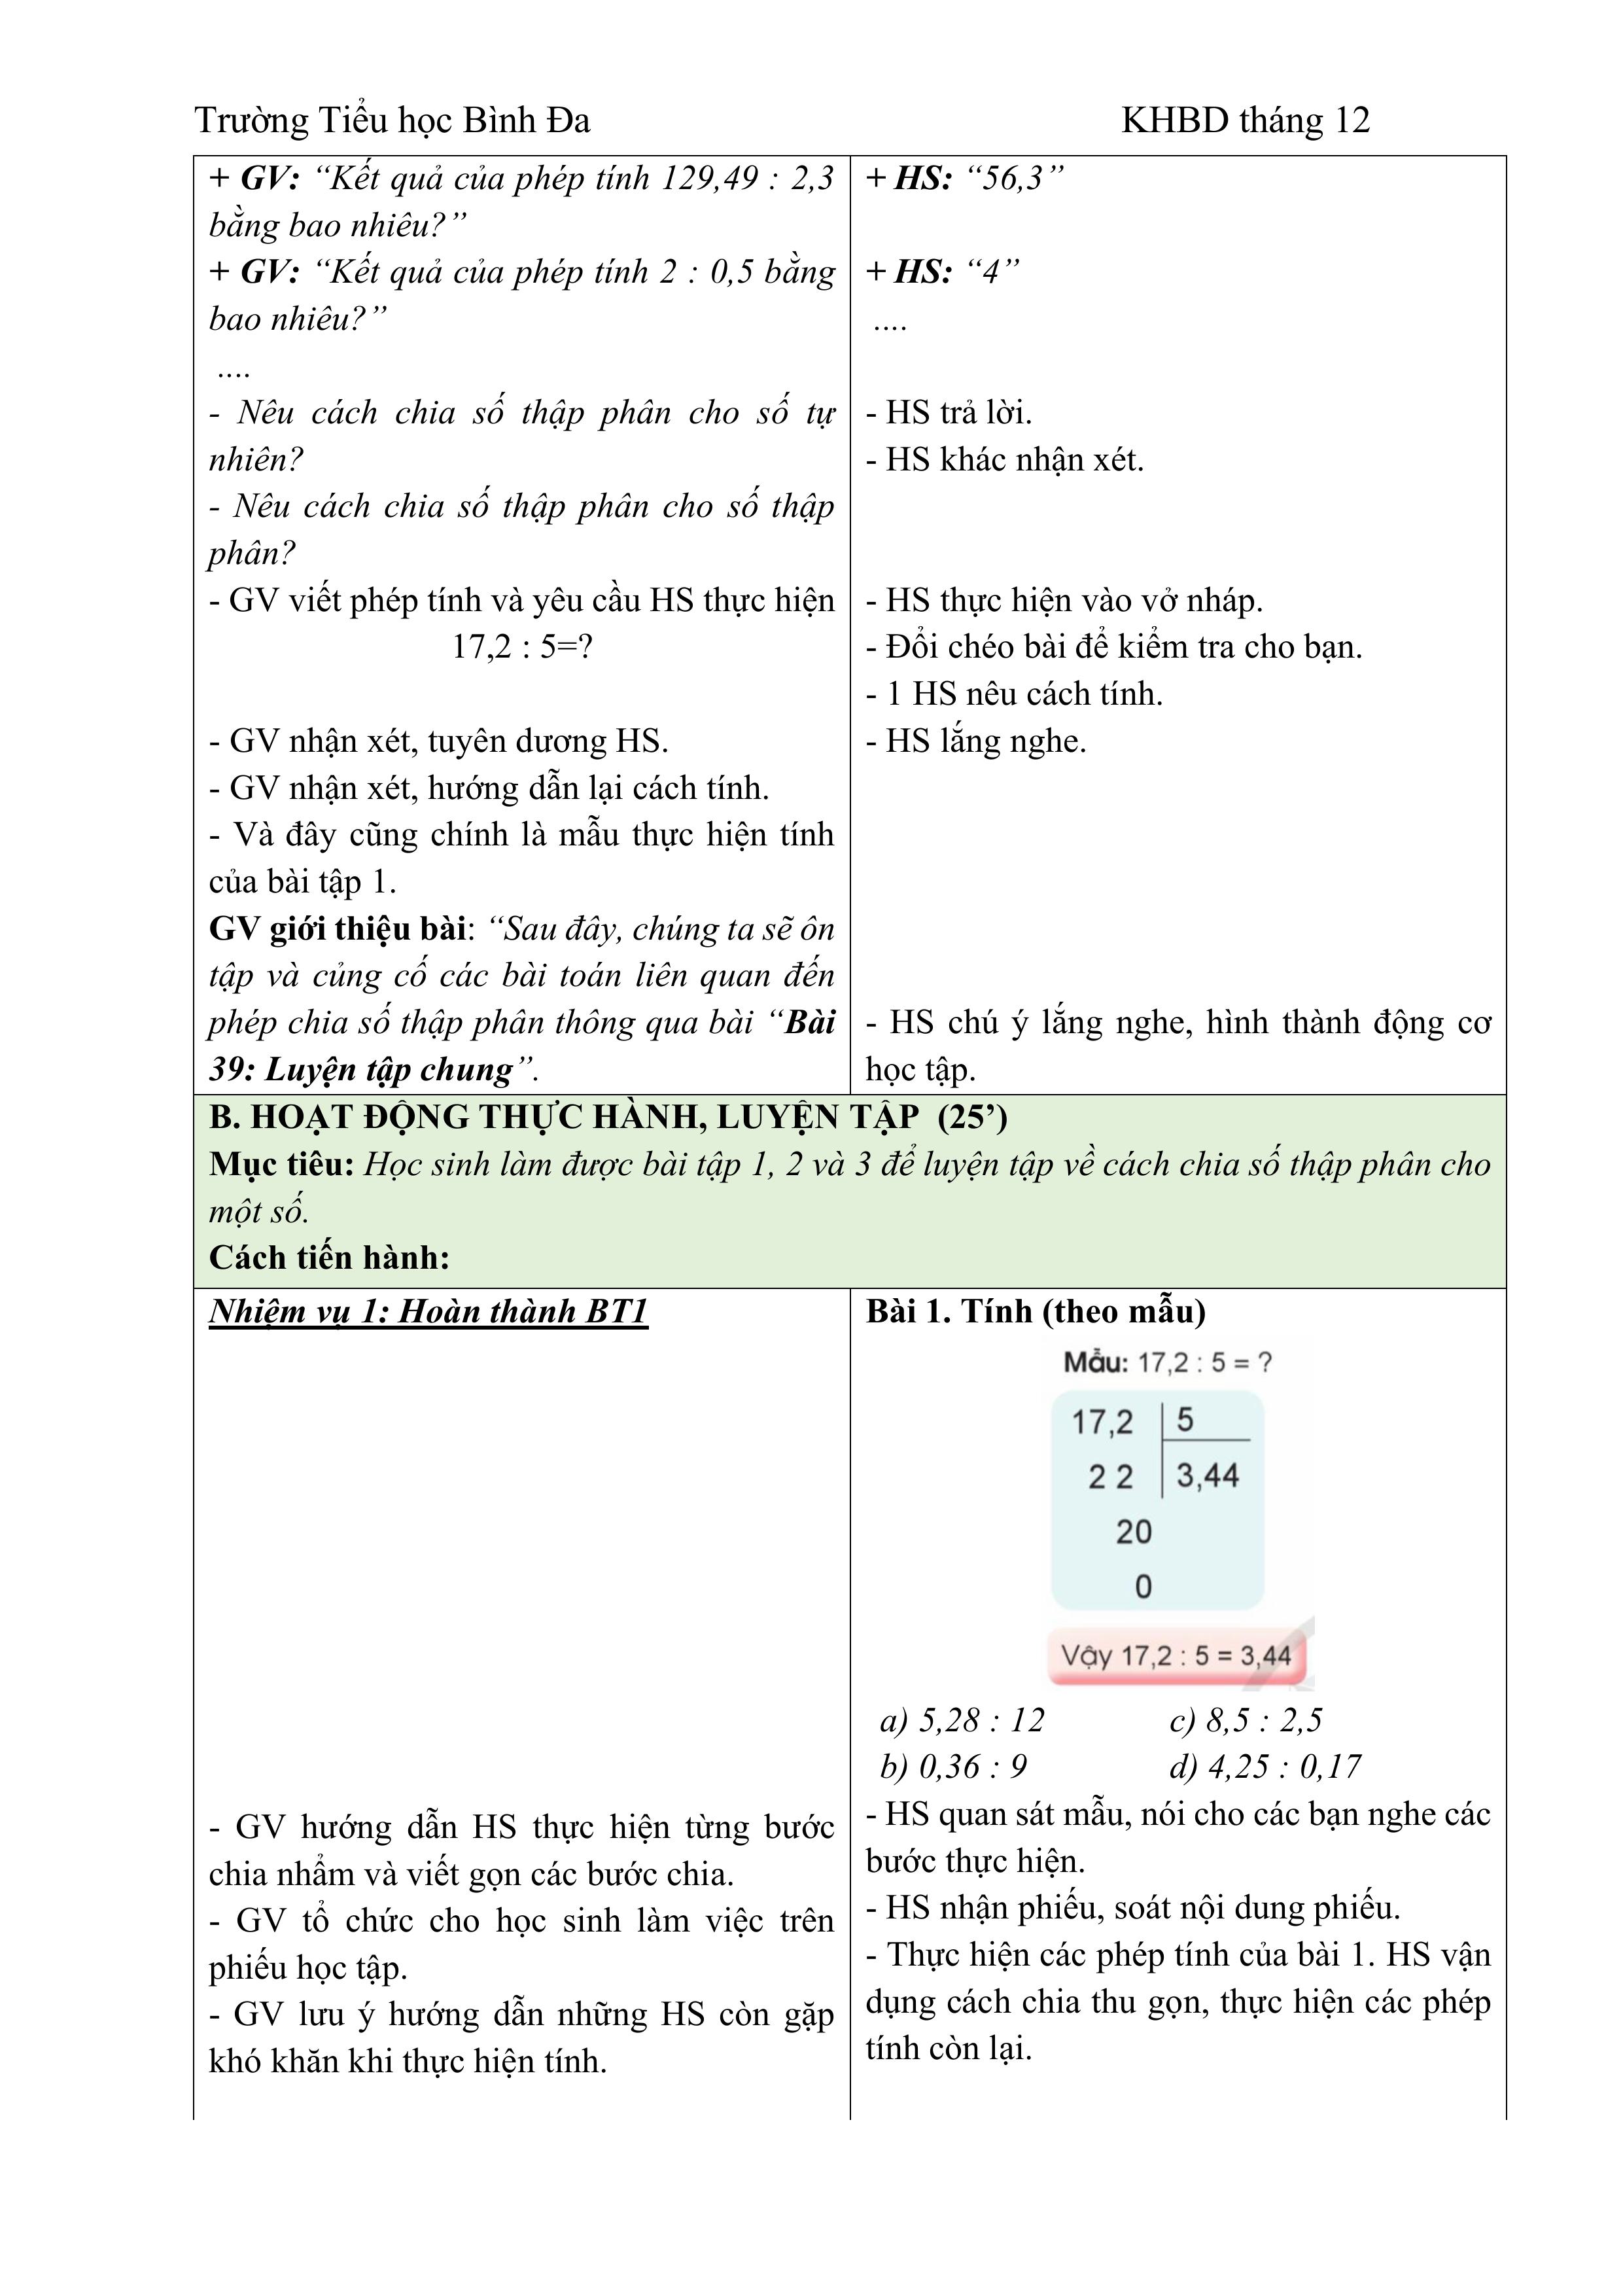 Trường Tiểu học Bình Đa
KHBD tháng 12
+ GV: “Kết quả của phép tính 129,49 : 2,3
bằng bao nhiêu?”
+ GV: “Kết quả của phép tính 2 : 0,5 bằng
bao nhiêu?”
....
- Nêu cách chia số thập phân cho số tự
nhiên?
- Nêu cách chia số thập phân cho số thập
phân?
- GV viết phép tính và yêu cầu HS thực hiện
17,2 : 5=?
- GV nhận xét, tuyên dương HS.
- GV nhận xét, hướng dẫn lại cách tính.
- Và đây cũng chính là mẫu thực hiện tính
của bài tập 1.
GV giới thiệu bài: “Sau đây, chúng ta sẽ ôn
tập và củng cố các bài toán liên quan đến
phép chia số thập phân thông qua bài “Bài
39: Luyện tập chung”.
+ HS: “56,3”
+ HS: “4”
....
- HS trả lời.
- HS khác nhận xét.
- HS thực hiện vào vở nháp.
- Đổi chéo bài để kiểm tra cho bạn.
- 1 HS nêu cách tính.
- HS lắng nghe.
- HS chú ý lắng nghe, hình thành động cơ
học tập.
B. HOẠT ĐỘNG THỰC HÀNH, LUYỆN TẬP (25’)
Mục tiêu: Học sinh làm được bài tập 1, 2 và 3 để luyện tập về cách chia số thập phân cho
một số.
Cách tiến hành:
Nhiệm vụ 1: Hoàn thành BT1
- GV hướng dẫn HS thực hiện từng bước
chia nhẩm và viết gọn các bước chia.
- GV tổ chức cho học sinh làm việc trên
phiếu học tập.
- GV lưu ý hướng dẫn những HS còn gặp
khó khăn khi thực hiện tính.
Bài 1. Tính (theo mẫu)
Mẫu: 17,2 : 5 = ?
17,2 5
2 2 3,44
20
0
Vậy 17,2 : 5 = 3,44
a) 5,28 : 12 c) 8,5 : 2,5
b) 0,36 : 9 d) 4,25 : 0,17
- HS quan sát mẫu, nói cho các bạn nghe các
bước thực hiện.
- HS nhận phiếu, soát nội dung phiếu.
- Thực hiện các phép tính của bài 1. HS vận
dụng cách chia thu gọn, thực hiện các phép
tính còn lại.